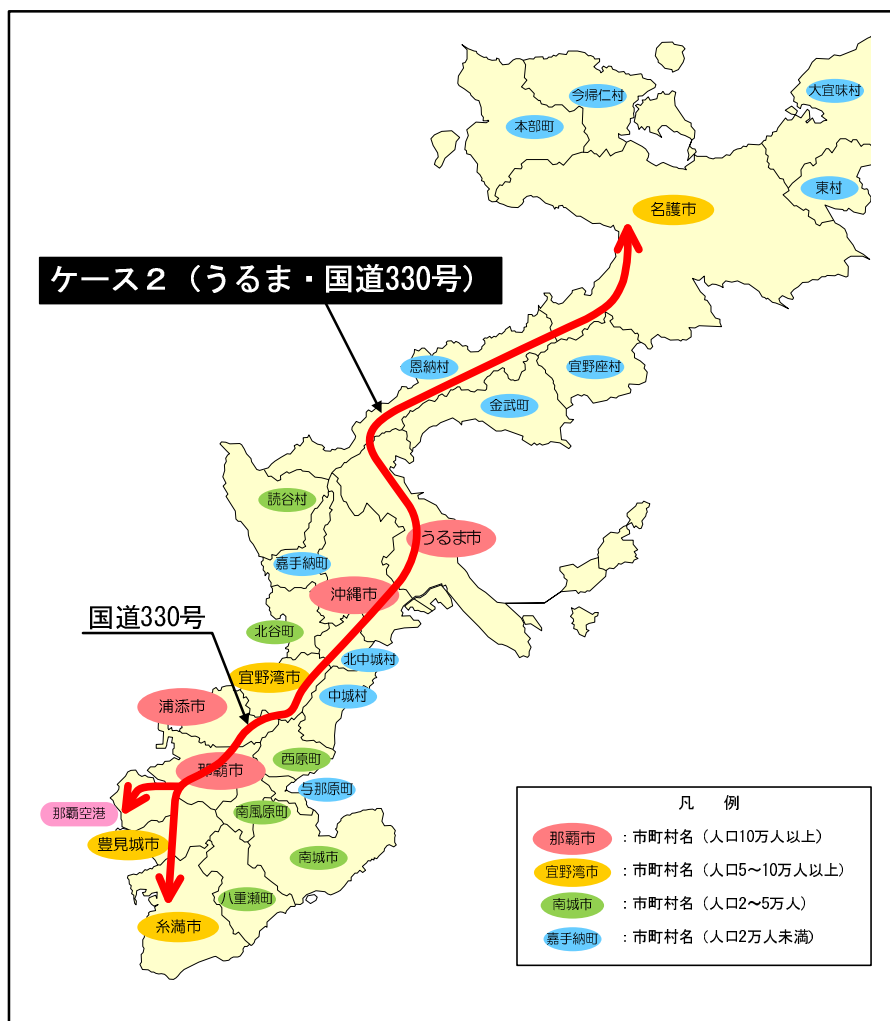 今帰仁村
大宜味村
本部町
東村
名護市
ケース２（うるま・国道330号）
恩納村
宜野座村
金武町
読谷村
うるま市
嘉手納町
沖縄市
国道330号
北谷町
北中城村
宜野湾市
中城村
浦添市
西原町
那覇市
与那原町
那覇空港
南風原町
豊見城市
南城市
八重瀬町
糸満市
凡　例
那覇市 ：市町村名（人口10万人以上）
宜野湾市 ：市町村名（人口5～10万人以上）
南城市 ：市町村名（人口2～5万人）
嘉手納町 ：市町村名（人口2万人未満）